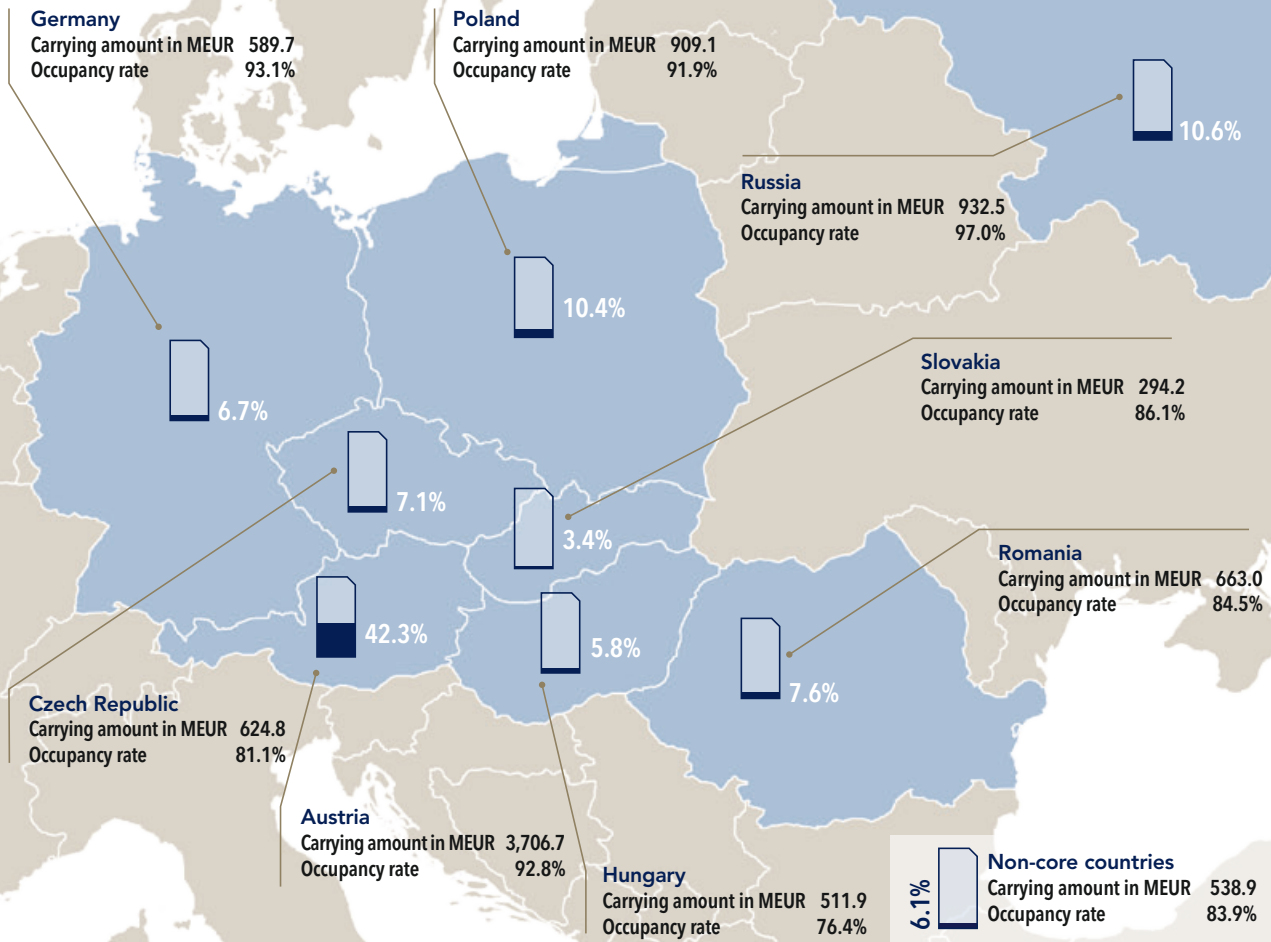 Germany
Carrying amount in MEUR 589.7
Occupancy rate 93.1%
Poland
Carrying amount in MEUR 909.1
Occupancy rate 91.9%
10.6%
Russia
Carrying amount in MEUR 932.5
Occupancy rate 97.0%
10.4%
Slovakia
Carrying amount in MEUR 294.2
Occupancy rate 86.1%
6.7%
7.1%
3.4%
Romania
Carrying amount in MEUR 663.0
Occupancy rate 84.5%
42.3%
5.8%
7.6%
Czech Republic
Carrying amount in MEUR 624.8
Occupancy rate 81.1%
Austria
Carrying amount in MEUR 3,706.7
Occupancy rate 92.8%
Hungary
Carrying amount in MEUR 511.9
Occupancy rate 76.4%
6.1%
Non-core countries
Carrying amount in MEUR 538.9
Occupancy rate 83.9%